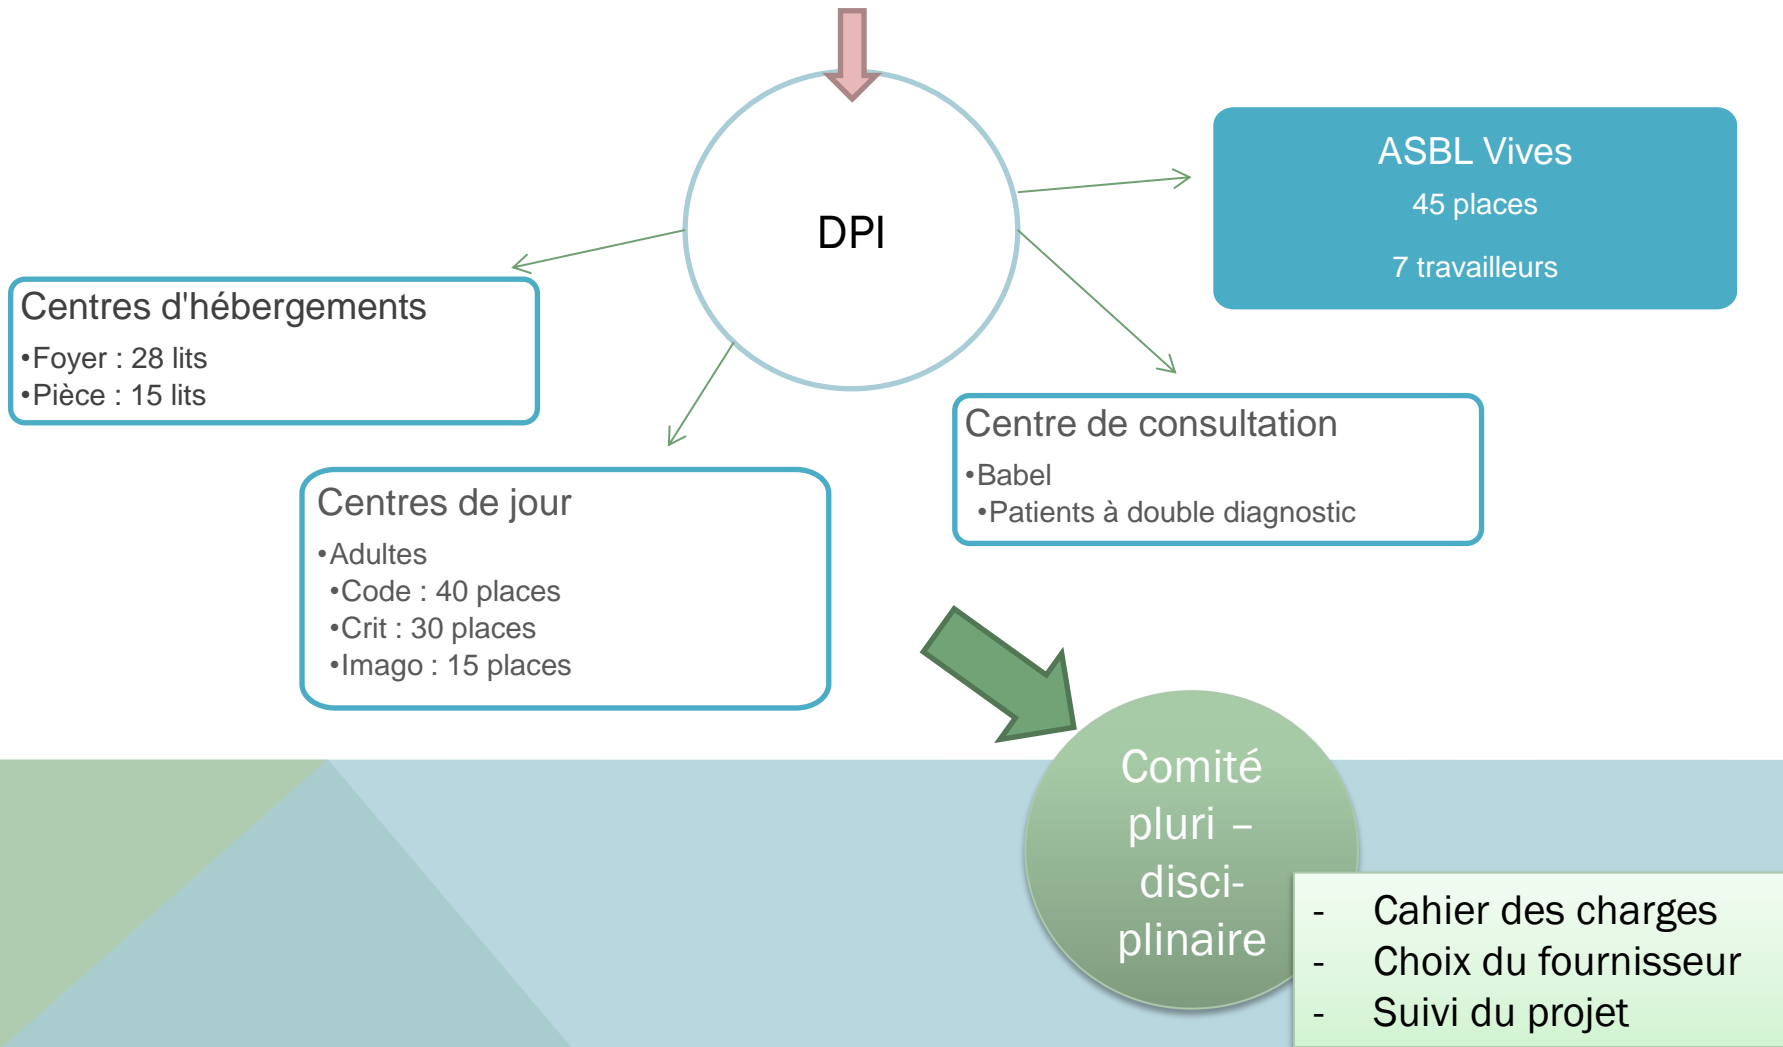 DPI
ASBL Vives
45 places
7 travailleurs
Centres d'hébergements
•Foyer : 28 lits
•Pièce : 15 lits
Centre de consultation
•Babel
•Patients à double diagnostic
Centres de jour
•Adultes
•Code : 40 places
•Crit : 30 places
•Imago : 15 places
Comité
pluri –
disci-
plinaire
- Cahier des charges
- Choix du fournisseur
- Suivi du projet